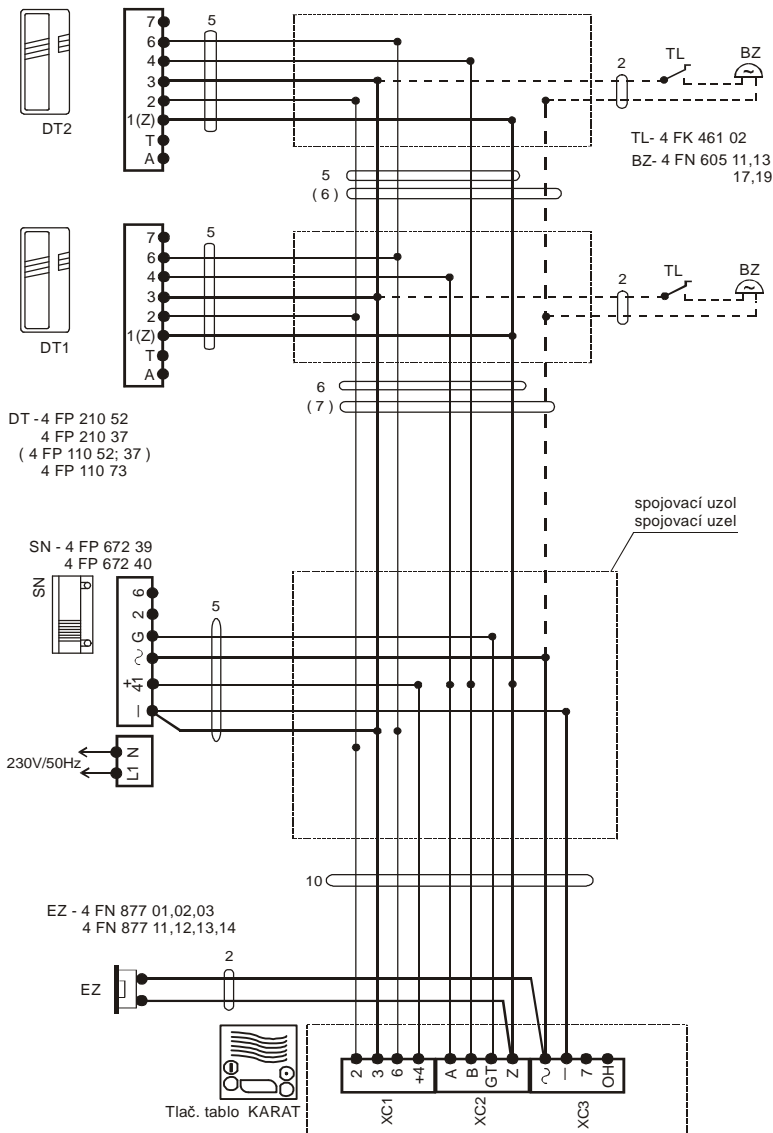 7
6
4
3
2
1(Z)
T
A
5
DT2
2
TL
BZ
TL- 4 FK 461 02
BZ- 4 FN 605 11,13
17,19
5
( 6 )
7
6
4
3
2
1(Z)
T
A
5
DT1
2
TL
BZ
6
( 7 )
DT - 4 FP 210 52
4 FP 210 37
( 4 FP 110 52; 37 )
4 FP 110 73
spojovací uzol
spojovací uzel
SN - 4 FP 672 39
4 FP 672 40
SN
6
2
G
~
+
41
—
5
N
L1
230V/50Hz
10
EZ - 4 FN 877 01,02,03
4 FN 877 11,12,13,14
2
EZ
Tlač. tablo KARAT
2
3
6
+4
A
B
GT
Z
~
—
7
OH
XC1
XC2
XC3